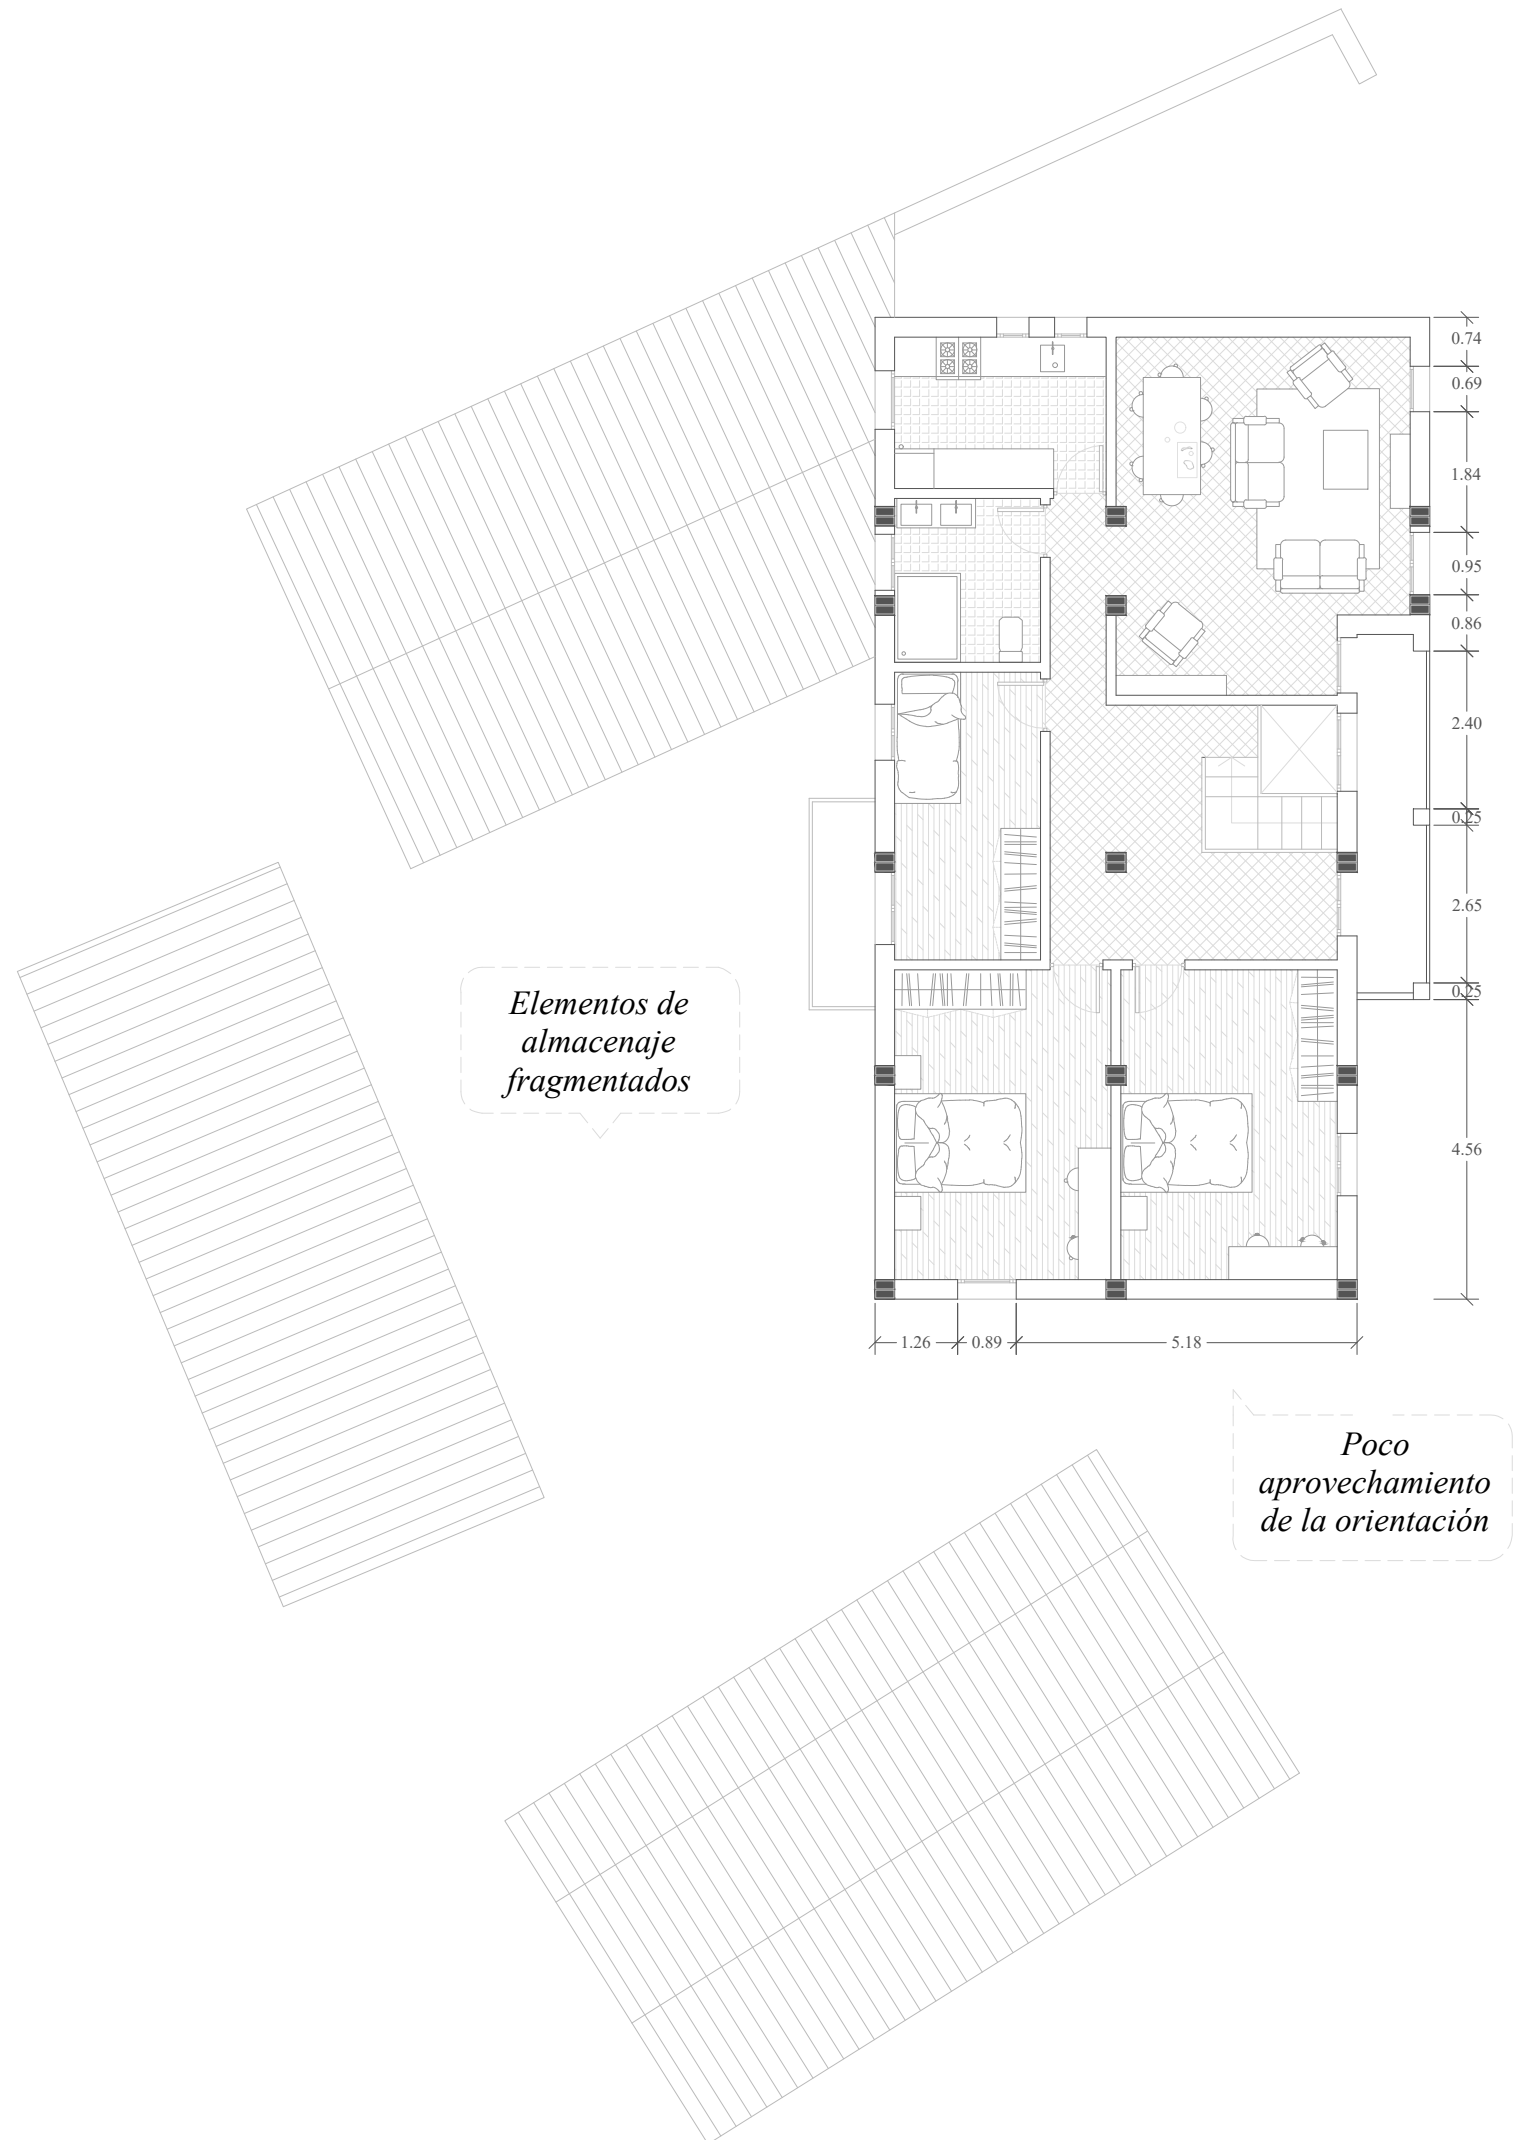 0.74
0.69
1.84
0.95
0.86
2.40
0.25
2.65
0.25
4.56
Elementos de
almacenaje
fragmentados
1.26 0.89 5.18
Poco
aprovechamiento
de la orientación